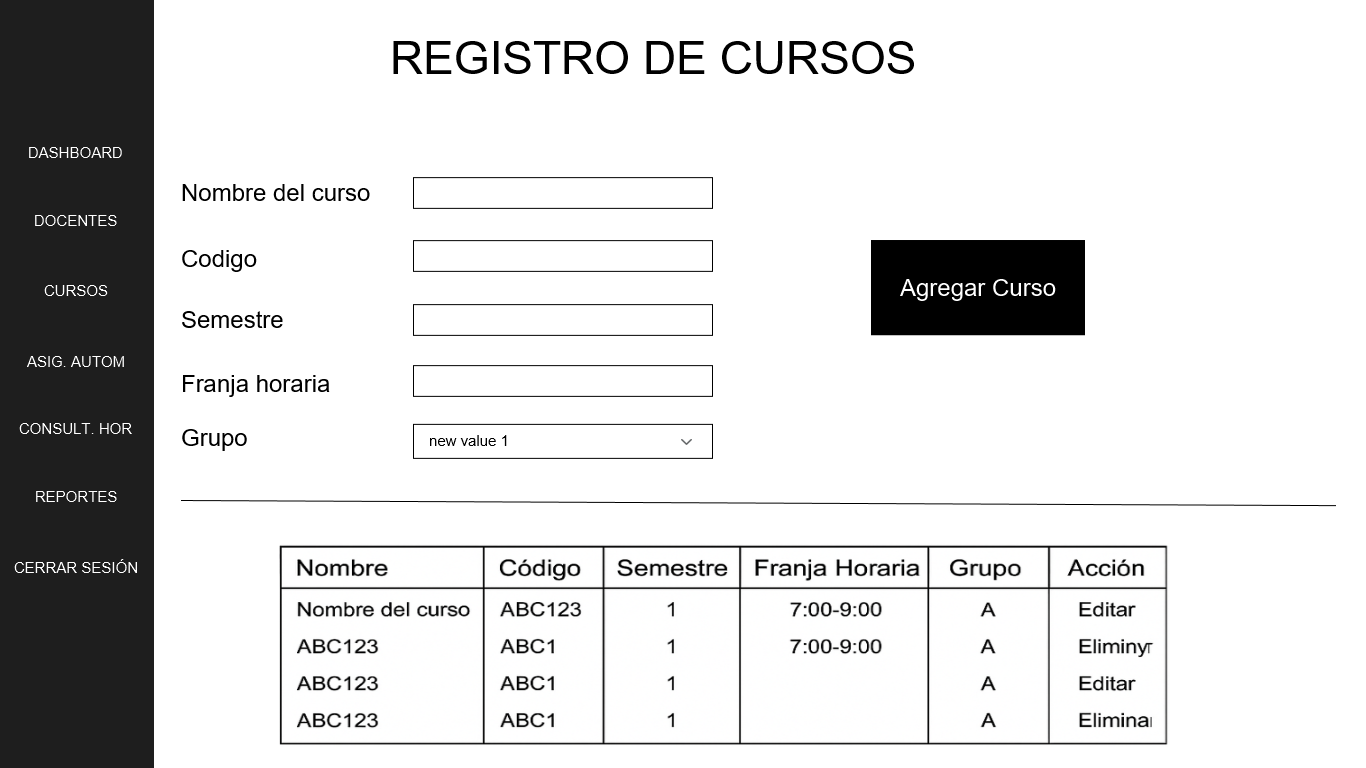 REGISTRO DE CURSOS
DASHBOARD
DOCENTES
CURSOS
ASIG. AUTOM
CONSULT. HOR
REPORTES
CERRAR SESIÓN
Nombre del curso
Codigo
Semestre
Franja horaria
Grupo new value 1
Agregar Curso
Nombre Código Semestre Franja Horaria Grupo Acción
Nombre del curso ABC123 1 7:00-9:00 A Editar
ABC123 ABC1 1 7:00-9:00 A Eliminyr
ABC123 ABC1 1 A Editar
ABC123 ABC1 1 A Eliminar